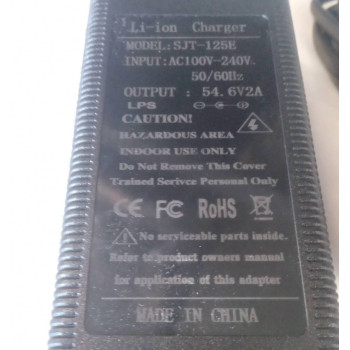 Li-ion Charger
MODEL: SJT-125E
INPUT: AC100V-240V.
50/60Hz
OUTPUT : 54.6V2A
LPS
CAUTION!
HAZARDOUS AREA
INDOOR USE ONLY
Do Not Remove This Cover
Trained Serivce Personal Only
CE FC RoHS
No serviceable parts inside.
Refer to product owners manual
for application of this adapter
MADE IN CHINA